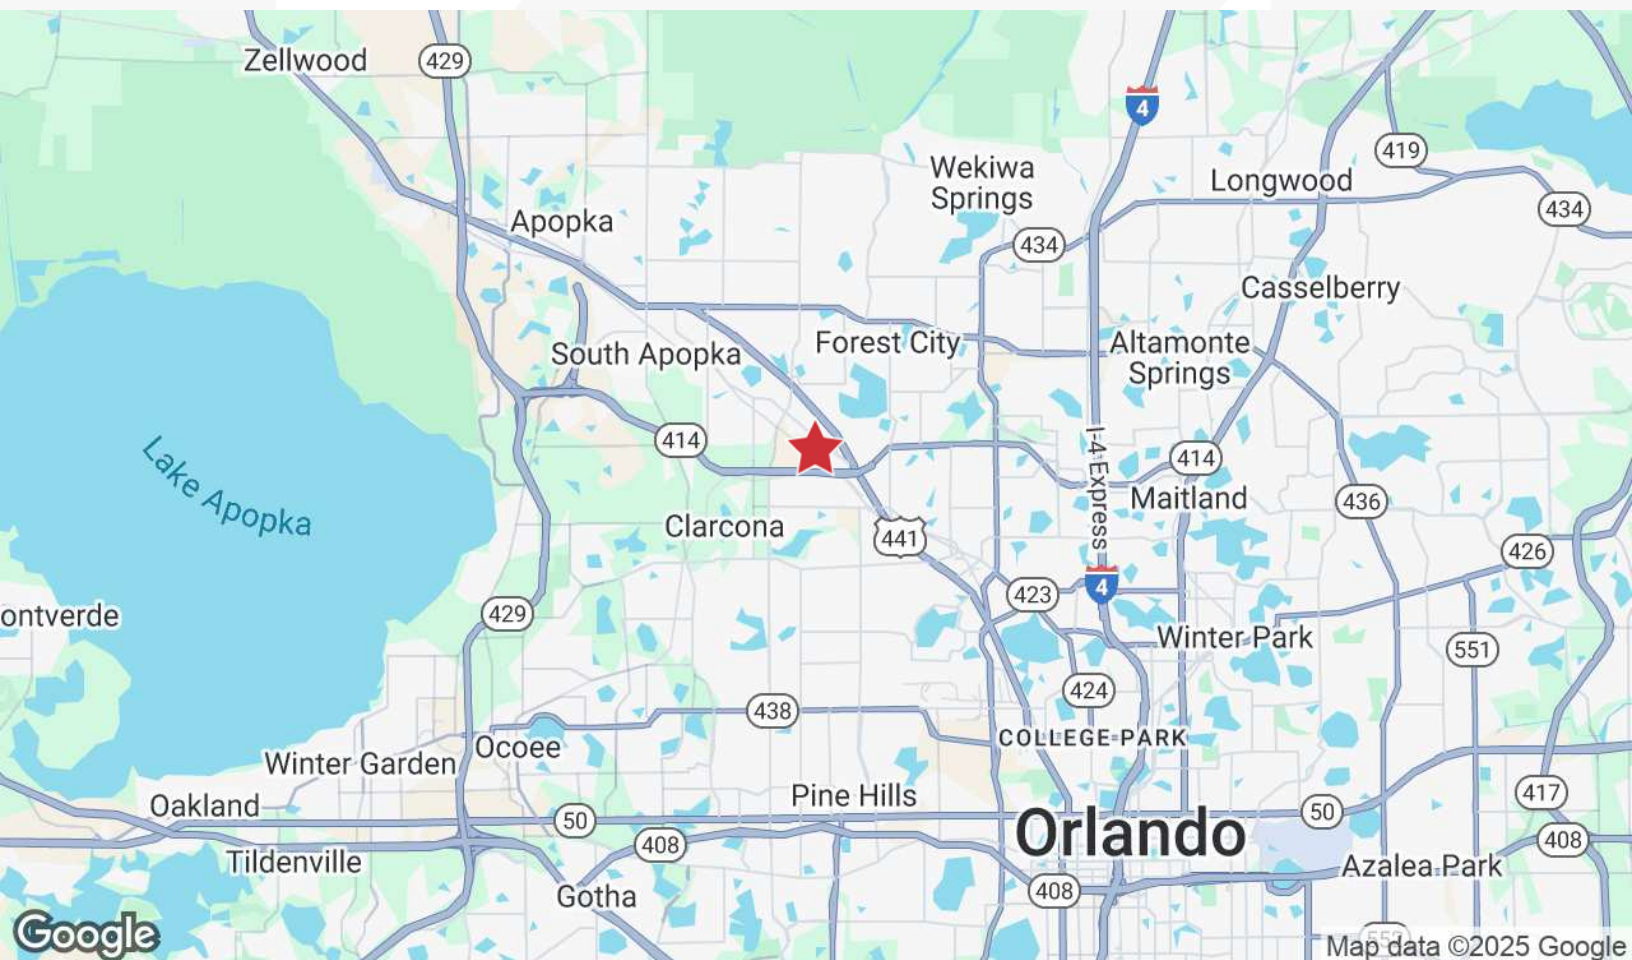 Zellwood
429
4
419
Wekiwa
Springs
Longwood
434
Apopka
434
Casselberry
South Apopka
Forest City
Altamonte
Springs
414
I-4 Express
414
Lake Apopka
Clarcona
441
Maitland
436
426
4
423
ontverde
429
Winter Park
551
424
438
COLLEGE PARK
Ocoee
Winter Garden
Oakland
Pine Hills
50
50
417
Orlando
408
408
Tildenville
Azalea Park
Gotha
408
Google
Map data ©2025 Google